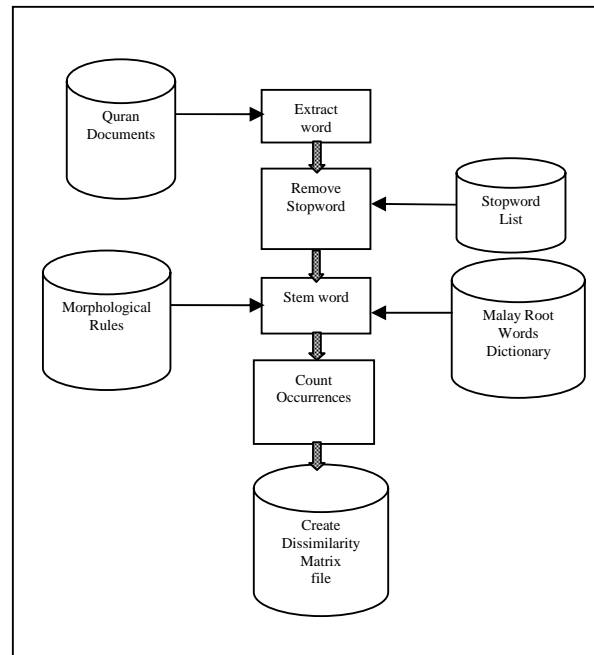 Quran
Documents
Extract
word
Remove
Stopword
Stopword
List
Morphological
Rules
Stem word
Malay Root
Words
Dictionary
Count
Occurrences
Create
Dissimilarity
Matrix
file